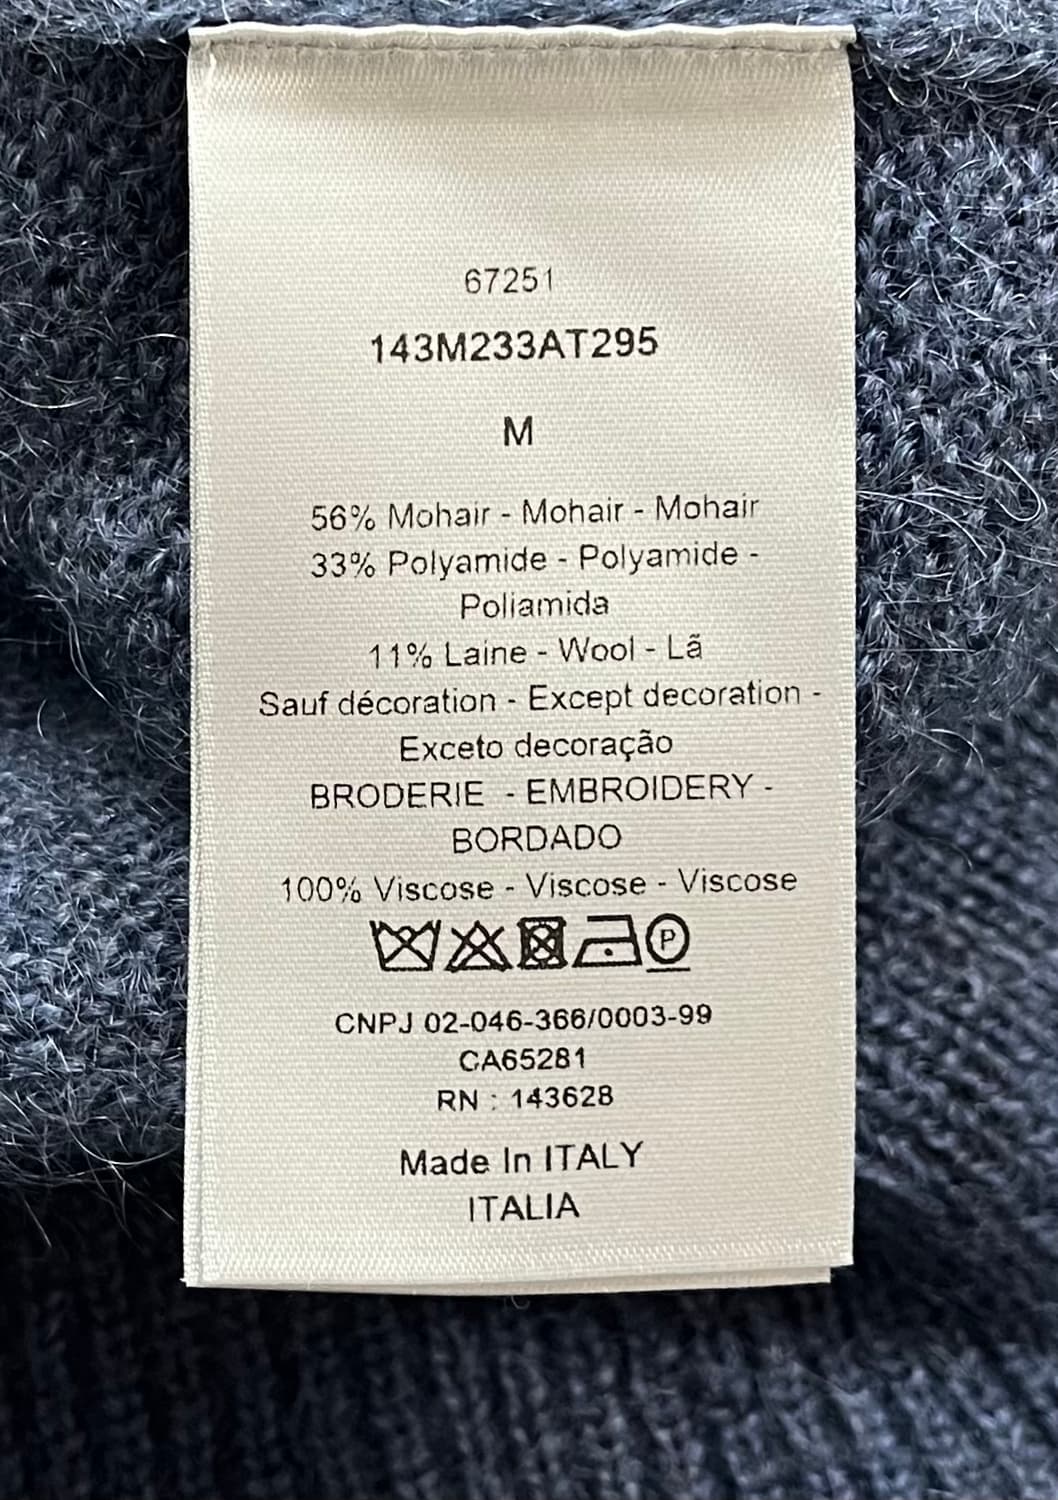 67251
143M233AT295
M
56% Mohair - Mohair - Mohair
33% Polyamide - Polyamide -
Poliamida
11% Laine - Wool - Lã
Sauf décoration - Except decoration -
Exceto decoração
BRODERIE - EMBROIDERY -
BORDADO
100% Viscose - Viscose - Viscose
P
CNPJ 02-046-366/0003-99
CA65281
RN : 143628
Made In ITALY
ITALIA